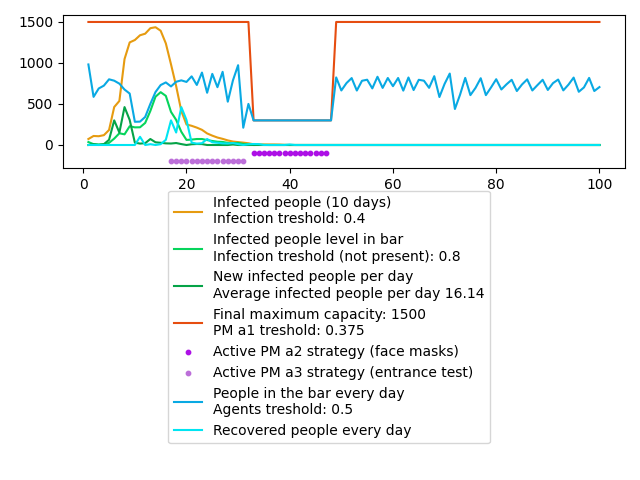 1500
1000
500
0
0 20 40 60 80 100
Infected people (10 days)
Infection treshold: 0.4
Infected people level in bar
Infection treshold (not present): 0.8
New infected people per day
Average infected people per day 16.14
Final maximum capacity: 1500
PM a1 treshold: 0.375
Active PM a2 strategy (face masks)
Active PM a3 strategy (entrance test)
People in the bar every day
Agents treshold: 0.5
Recovered people every day